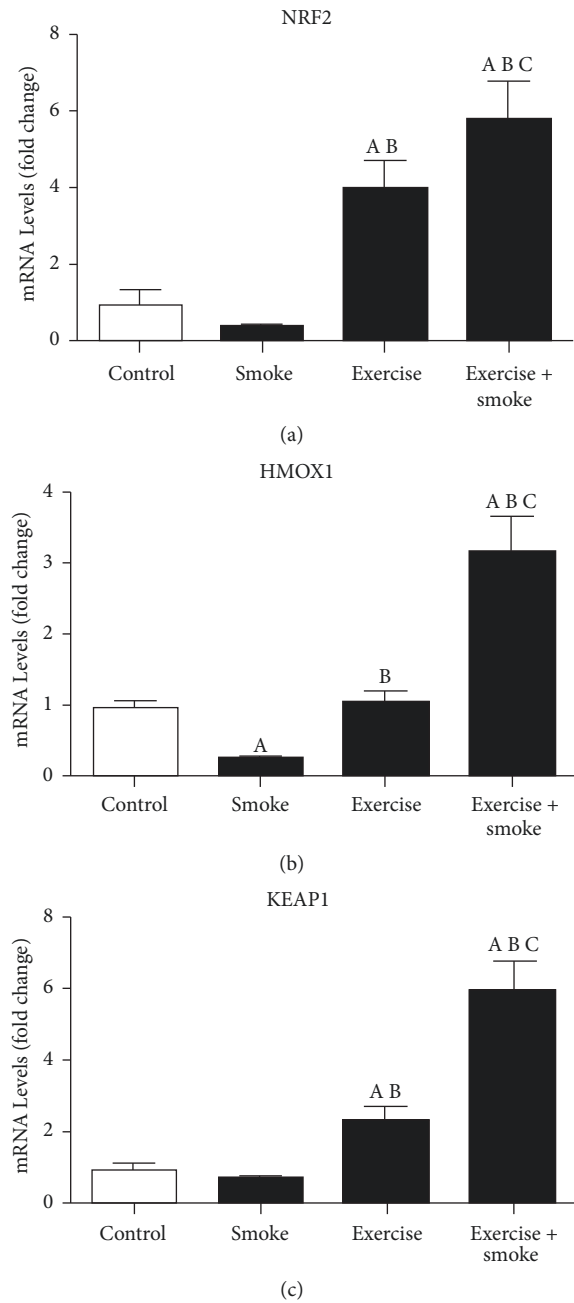 NRF2
mRNA Levels (fold change)
8
6
4
2
0
A B
A B C
Control
Smoke
Exercise
Exercise +
smoke
(a)
HMOX1
mRNA Levels (fold change)
4
3
2
1
0
A
B
A B C
Control
Smoke
Exercise
Exercise +
smoke
(b)
KEAP1
mRNA Levels (fold change)
8
6
4
2
0
A B
A B C
Control
Smoke
Exercise
Exercise +
smoke
(c)